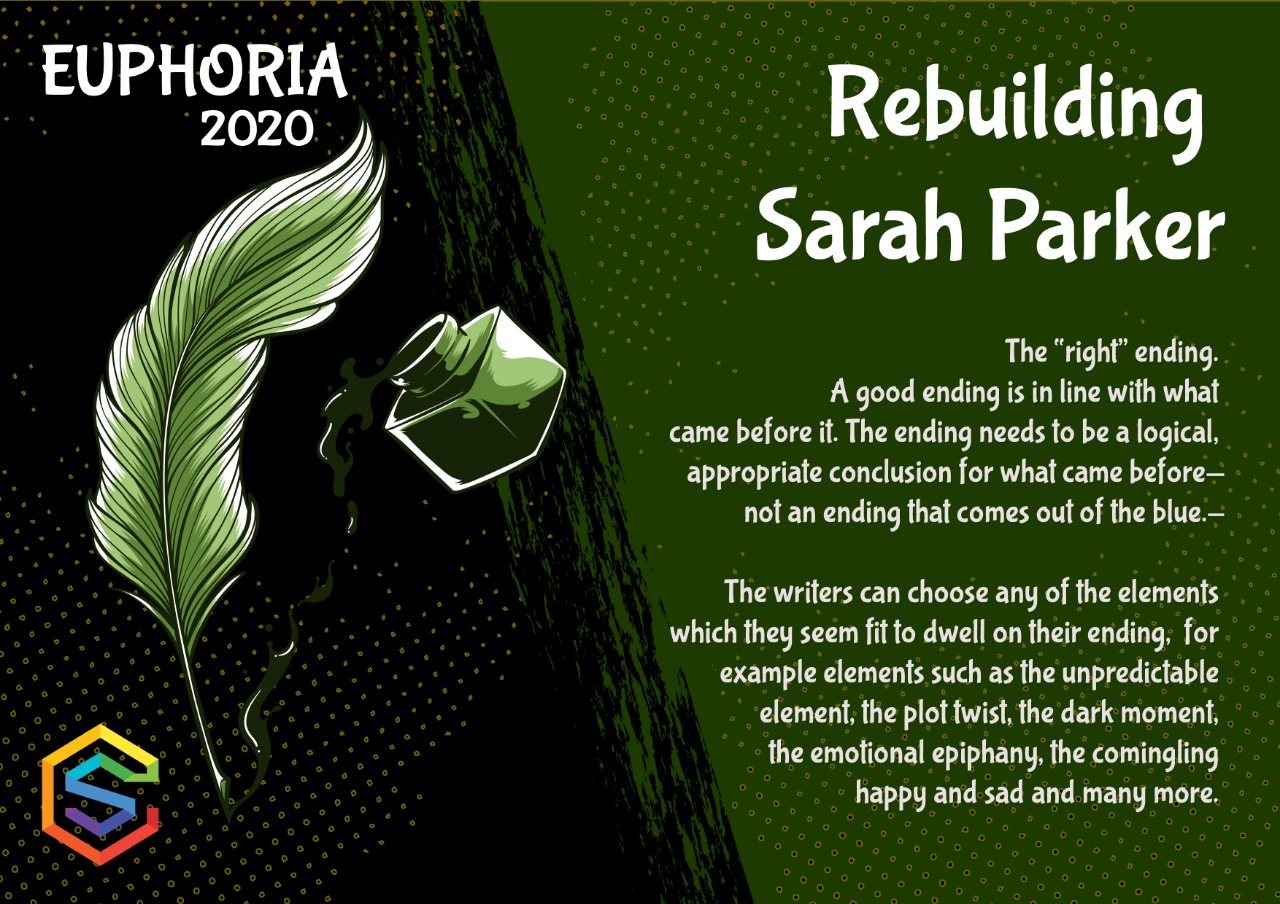 EUPHORIA
2020
Rebuilding
Sarah Parker
The “right” ending.
A good ending is in line with what
came before it. The ending needs to be a logical,
appropriate conclusion for what came before—
not an ending that comes out of the blue.—
The writers can choose any of the elements
which they seem fit to dwell on their ending,  for
example elements such as the unpredictable
element, the plot twist, the dark moment,
the emotional epiphany, the comingling
happy and sad and many more.